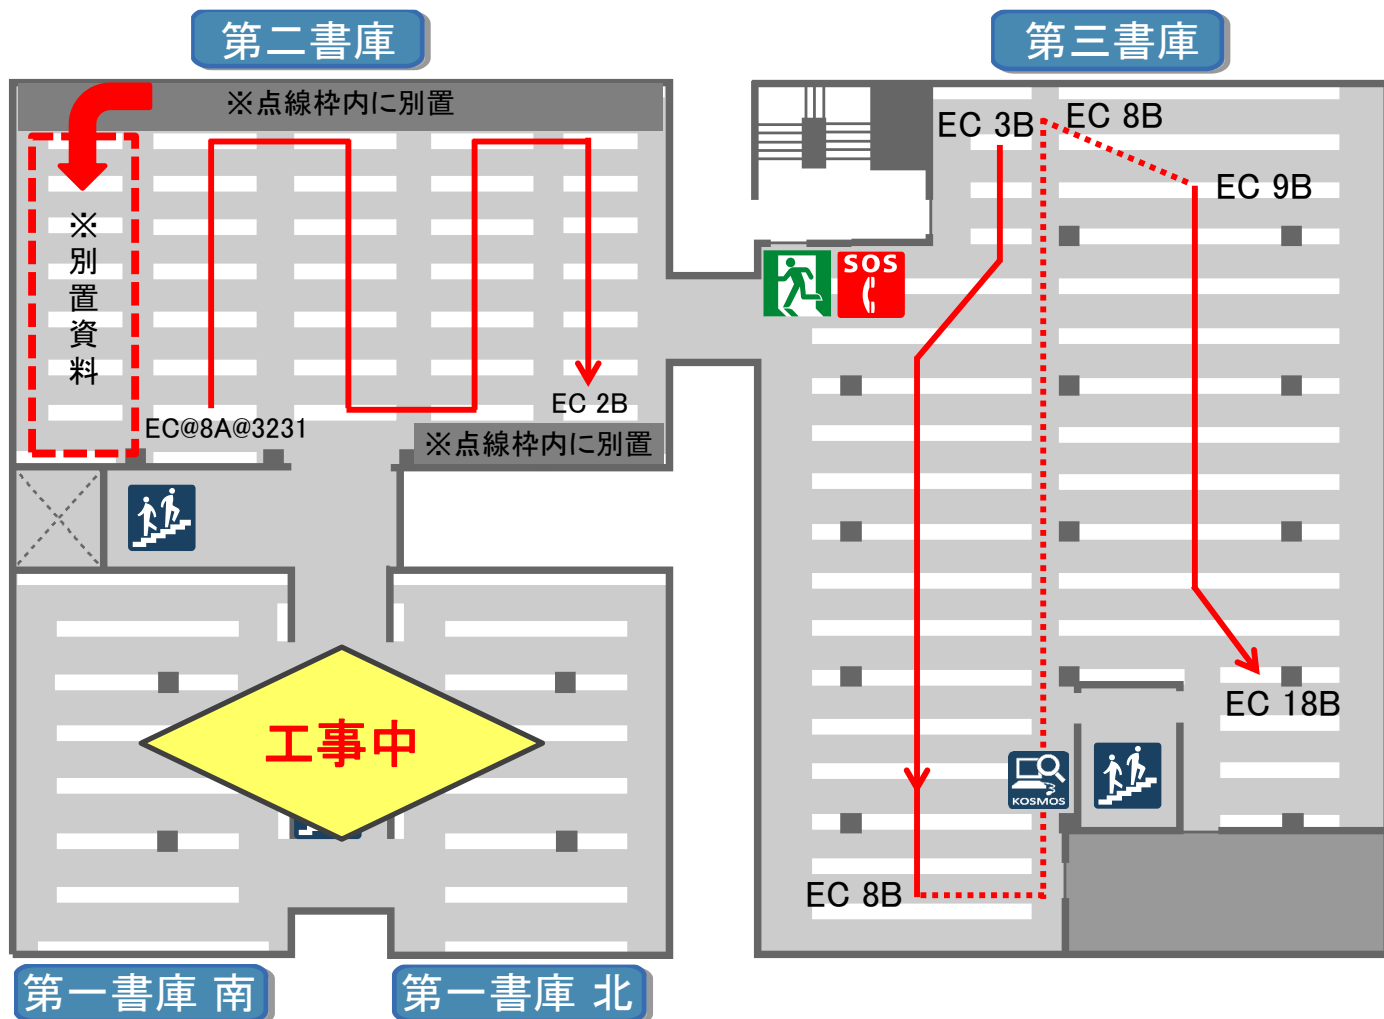 第二書庫
第三書庫
※点線枠内に別置
EC 3B
EC 8B
EC 9B
※別置資料
SOS
EC 2B
EC@8A@3231
※点線枠内に別置
工事中
EC 18B
KOSMOS
EC 8B
第一書庫 南
第一書庫 北